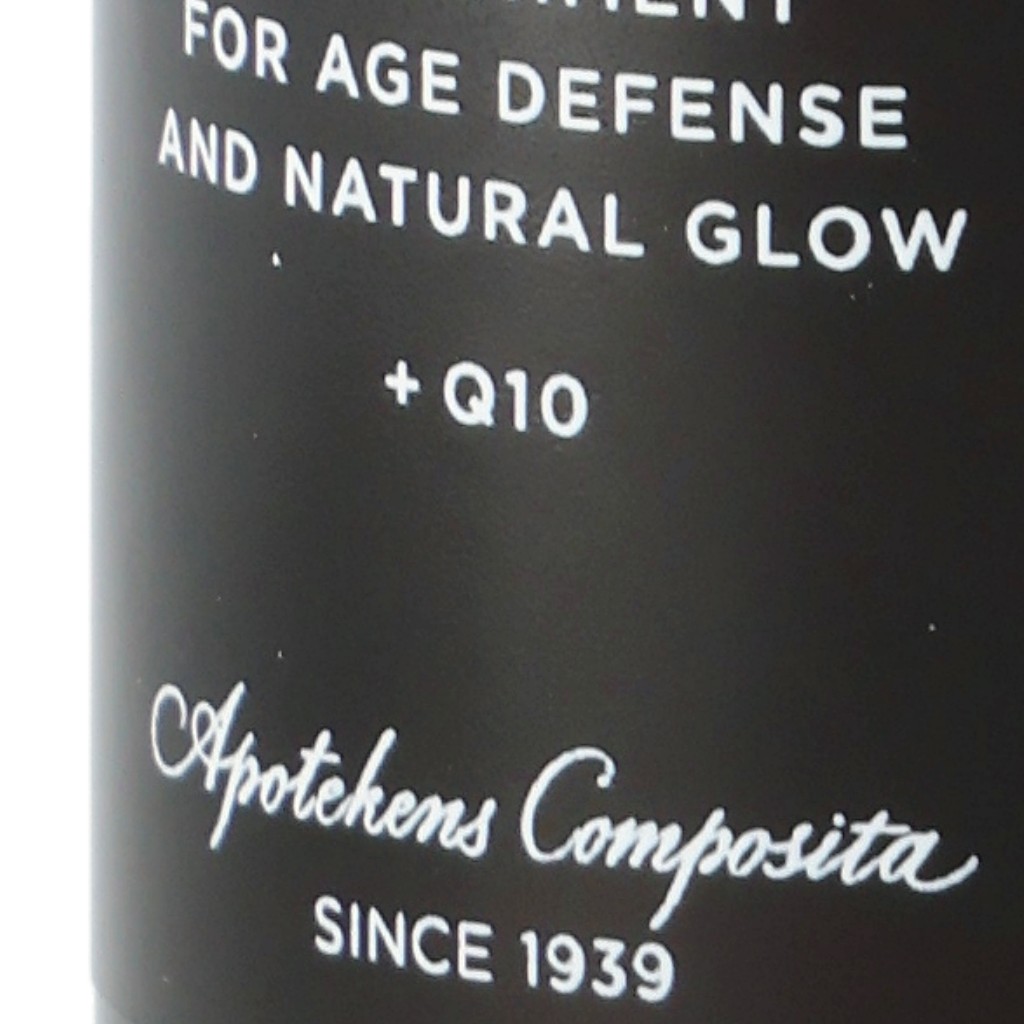 FOR AGE DEFENSE
AND NATURAL GLOW
+ Q10
Apotekens Composita
SINCE 1939